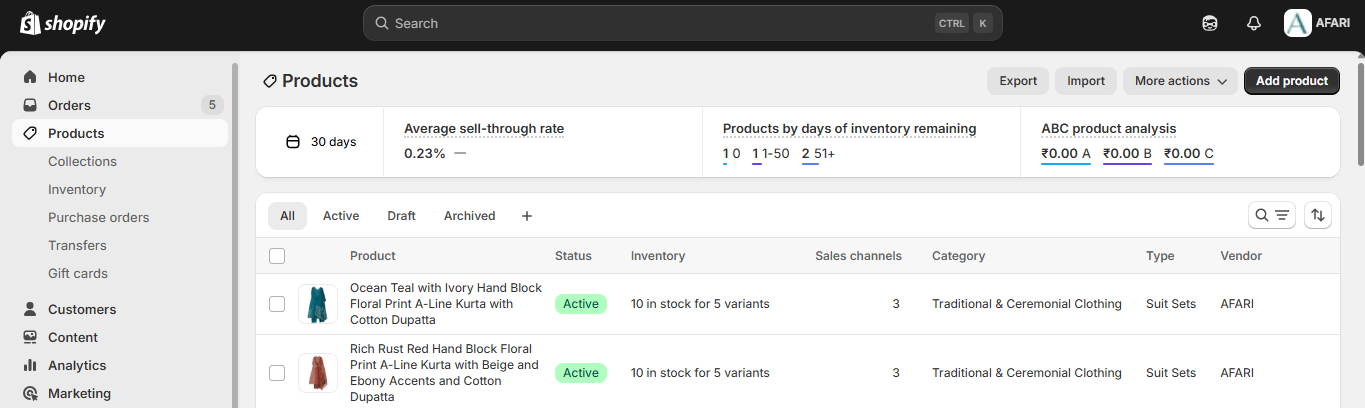 shopify
Search
CTRL K
AFARI
Home
Orders 5
Products
Collections
Inventory
Purchase orders
Transfers
Gift cards
Customers
Content
Analytics
Marketing
Products
Export
Import
More actions
Add product
30 days
Average sell-through rate
0.23% —
Products by days of inventory remaining
1 0 1 1-50 2 51+
ABC product analysis
₹0.00 A ₹0.00 B ₹0.00 C
All Active Draft Archived +
Product Status Inventory Sales channels Category Type Vendor
Ocean Teal with Ivory Hand Block
Floral Print A-Line Kurta with
Cotton Dupatta
Active
10 in stock for 5 variants
3
Traditional & Ceremonial Clothing
Suit Sets
AFARI
Rich Rust Red Hand Block Floral
Print A-Line Kurta with Beige and
Ebony Accents and Cotton
Dupatta
Active
10 in stock for 5 variants
3
Traditional & Ceremonial Clothing
Suit Sets
AFARI